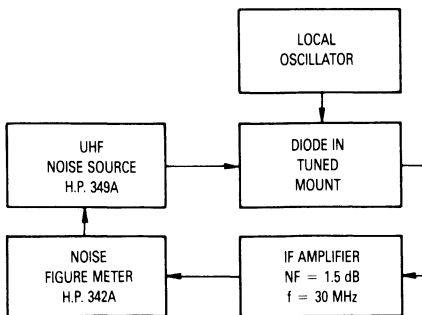 LOCAL
OSCILLATOR
UHF
NOISE SOURCE
H.P. 349A
DIODE IN
TUNED
MOUNT
NOISE
FIGURE METER
H.P. 342A
IF AMPLIFIER
NF = 1.5 dB
f = 30 MHz